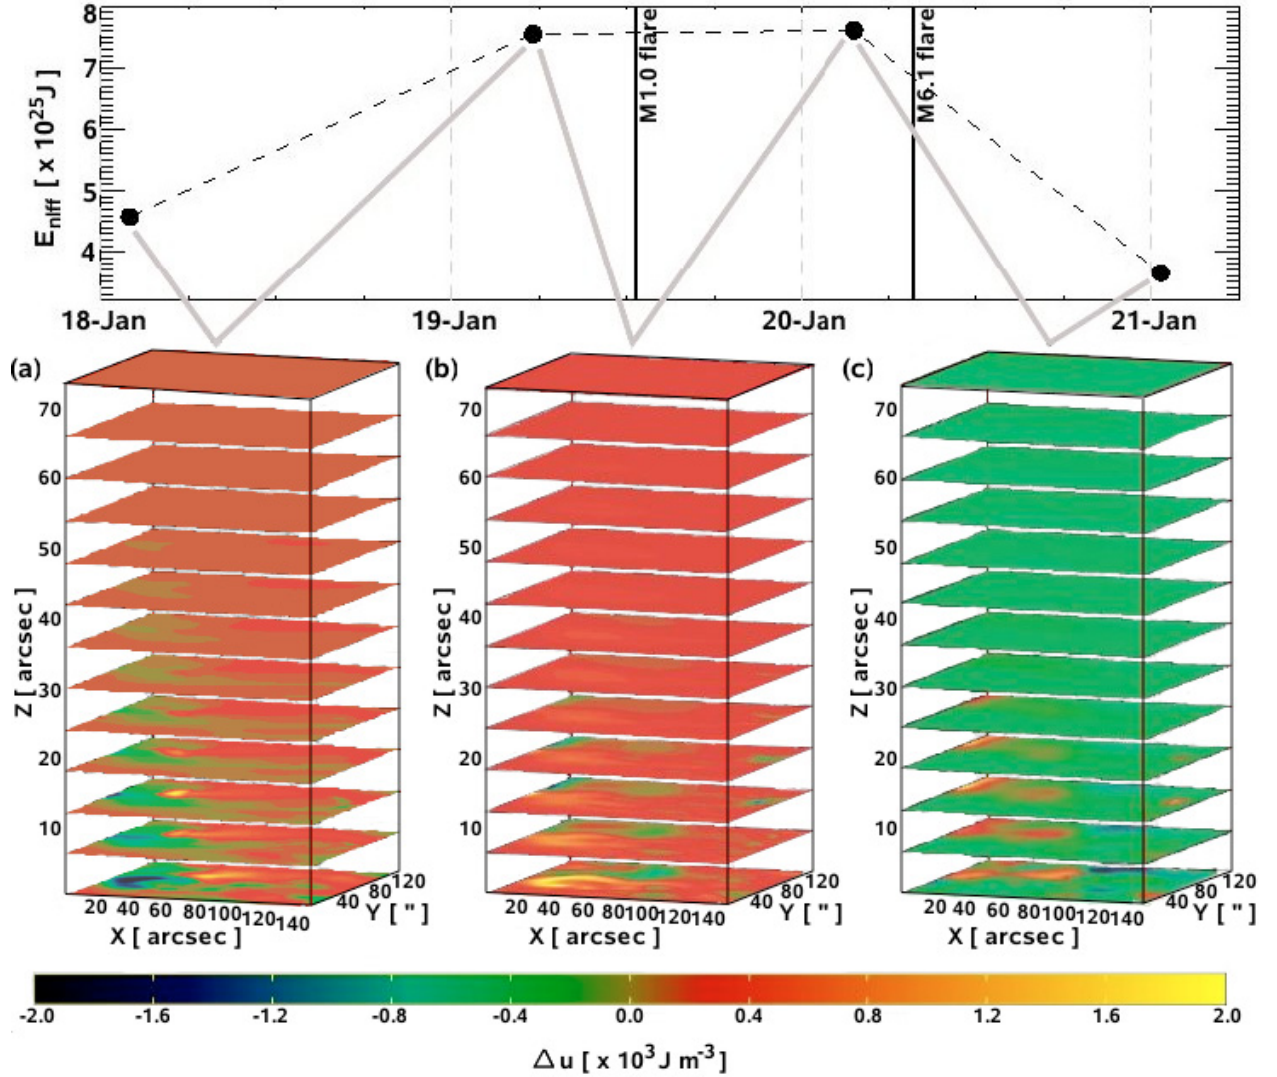 8
7
6
5
4
E_nlff [ x 10^25 J ]
M1.0 flare
M6.1 flare
18-Jan 19-Jan 20-Jan 21-Jan
(a) (b) (c)
70 70 70
60 60 60
50 50 50
40 40 40
30 30 30
20 20 20
10 10 10
Z [ arcsec ] Z [ arcsec ] Z [ arcsec ]
20 40 60 80 100 120 140 20 40 60 80 100 120 140 20 40 60 80 100 120 140
40 80 120 40 80 120 40 80 120
X [ arcsec ] Y [ " ] X [ arcsec ] Y [ " ] X [ arcsec ] Y [ " ]
-2.0 -1.6 -1.2 -0.8 -0.4 0.0 0.4 0.8 1.2 1.6 2.0
△ u [ x 10^3 J m^-3 ]